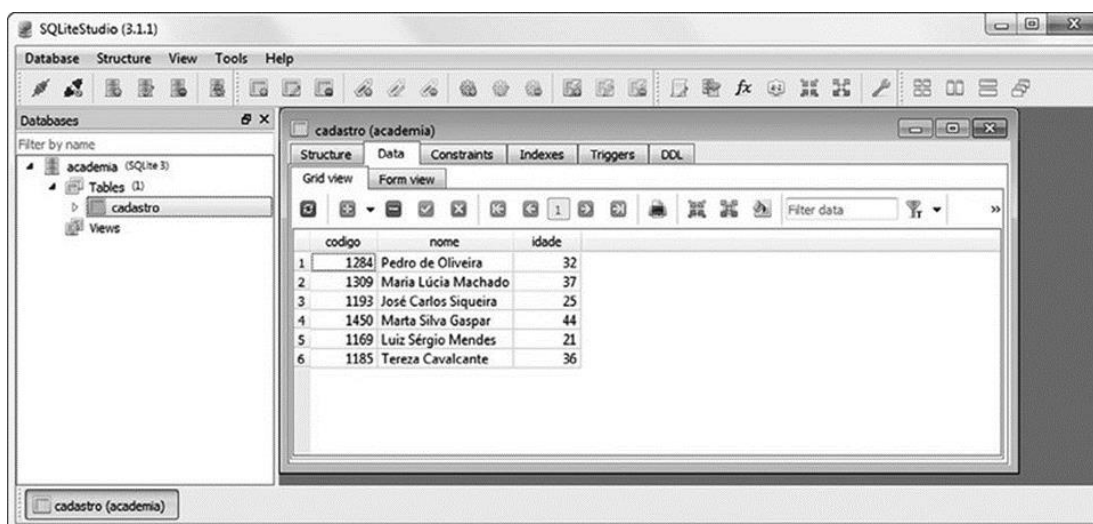 SQLiteStudio (3.1.1)
Database Structure View Tools Help
Databases
Filter by name
academia (SQLite 3)
Tables (1)
cadastro
Views
cadastro (academia)
Structure Data Constraints Indexes Triggers DDL
Grid view Form view
1 Filter data
codigo nome idade
1 1284 Pedro de Oliveira 32
2 1309 Maria Lúcia Machado 37
3 1193 José Carlos Siqueira 25
4 1450 Marta Silva Gaspar 44
5 1169 Luiz Sérgio Mendes 21
6 1185 Tereza Cavalcante 36
cadastro (academia)